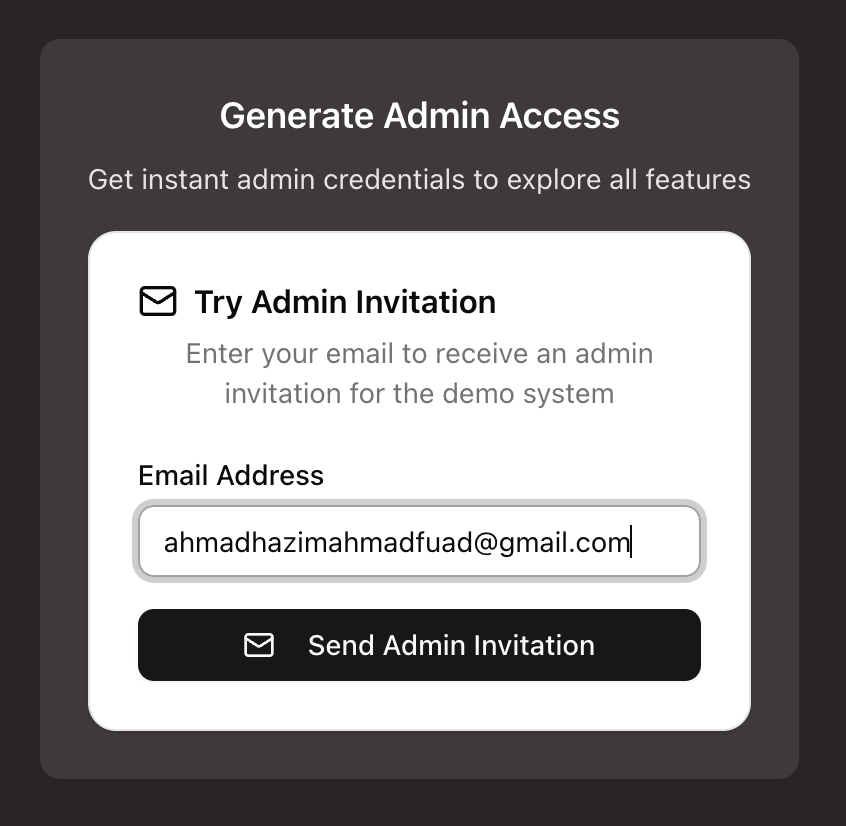 Generate Admin Access
Get instant admin credentials to explore all features
Try Admin Invitation
Enter your email to receive an admin
invitation for the demo system
Email Address
ahmadhazimahmadfuad@gmail.com
Send Admin Invitation